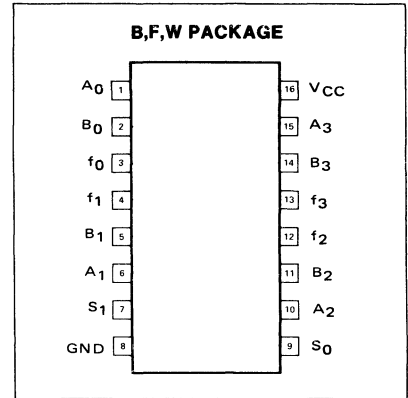 B,F,W PACKAGE
A0 1 16 VCC
B0 2 15 A3
f0 3 14 B3
f1 4 13 f3
B1 5 12 f2
A1 6 11 B2
S1 7 10 A2
GND 8 9 S0